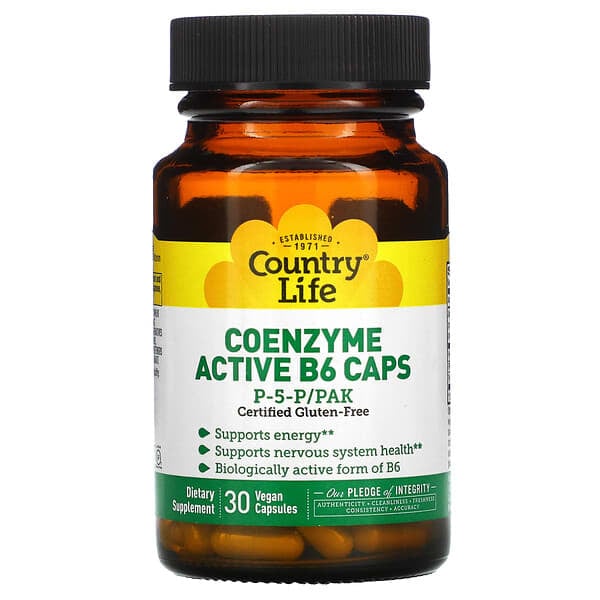 ESTABLISHED
1971
Country®
Life
COENZYME
ACTIVE B6 CAPS
P-5-P/PAK
Certified Gluten-Free
Supports energy**
Supports nervous system health**
Biologically active form of B6
Dietary
Supplement
30 Vegan
Capsules
Our PLEDGE of INTEGRITY
AUTHENTICITY • CLEANLINESS • FRESHNESS
CONSISTENCY • ACCURACY